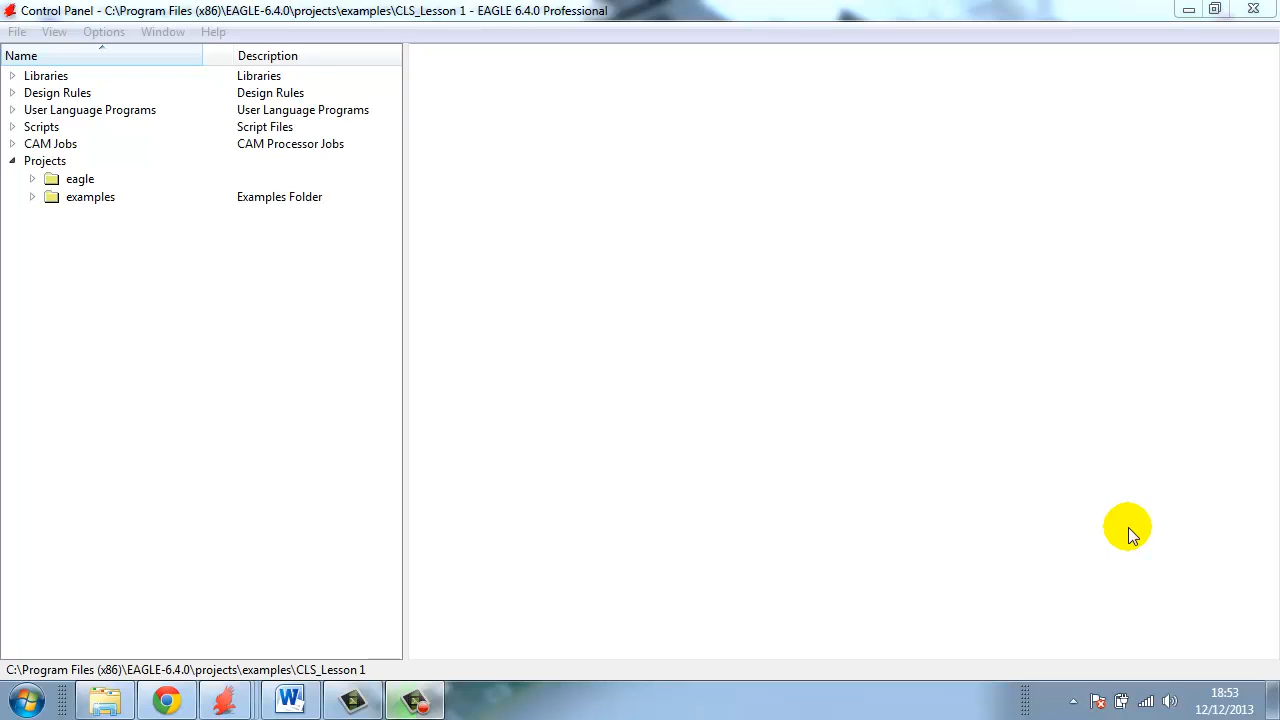 Control Panel - C:\Program Files (x86)\EAGLE-6.4.0\projects\examples\CLS_Lesson 1 - EAGLE 6.4.0 Professional
File View Options Window Help
Name Description
Libraries Libraries
Design Rules Design Rules
User Language Programs User Language Programs
Scripts Script Files
CAM Jobs CAM Processor Jobs
Projects
eagle
examples Examples Folder
C:\Program Files (x86)\EAGLE-6.4.0\projects\examples\CLS_Lesson 1
W
18:53
12/12/2013